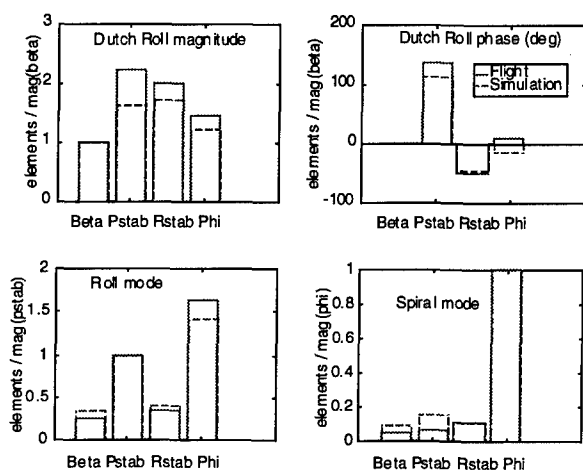 Dutch Roll magnitude
elements / mag(beta)
3
2
1
0
Beta Pstab Rstab Phi
Dutch Roll phase (deg)
elements / mag (beta)
200
100
0
-100
Flight
Simulation
Beta Pstab Rstab Phi
Roll mode
elements / mag (pstab)
2
1.5
1
0.5
0
Beta Pstab Rstab Phi
Spiral mode
elements / mag(phi)
1
0.8
0.6
0.4
0.2
0
Beta Pstab Rstab Phi